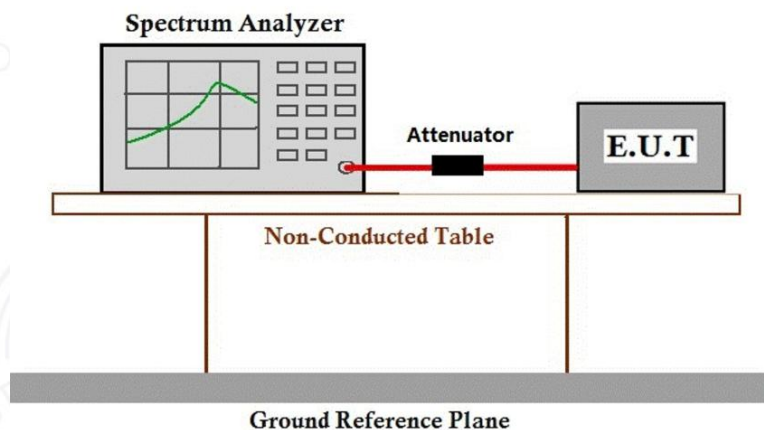 Spectrum Analyzer
Attenuator
E.U.T
Non-Conducted Table
Ground Reference Plane